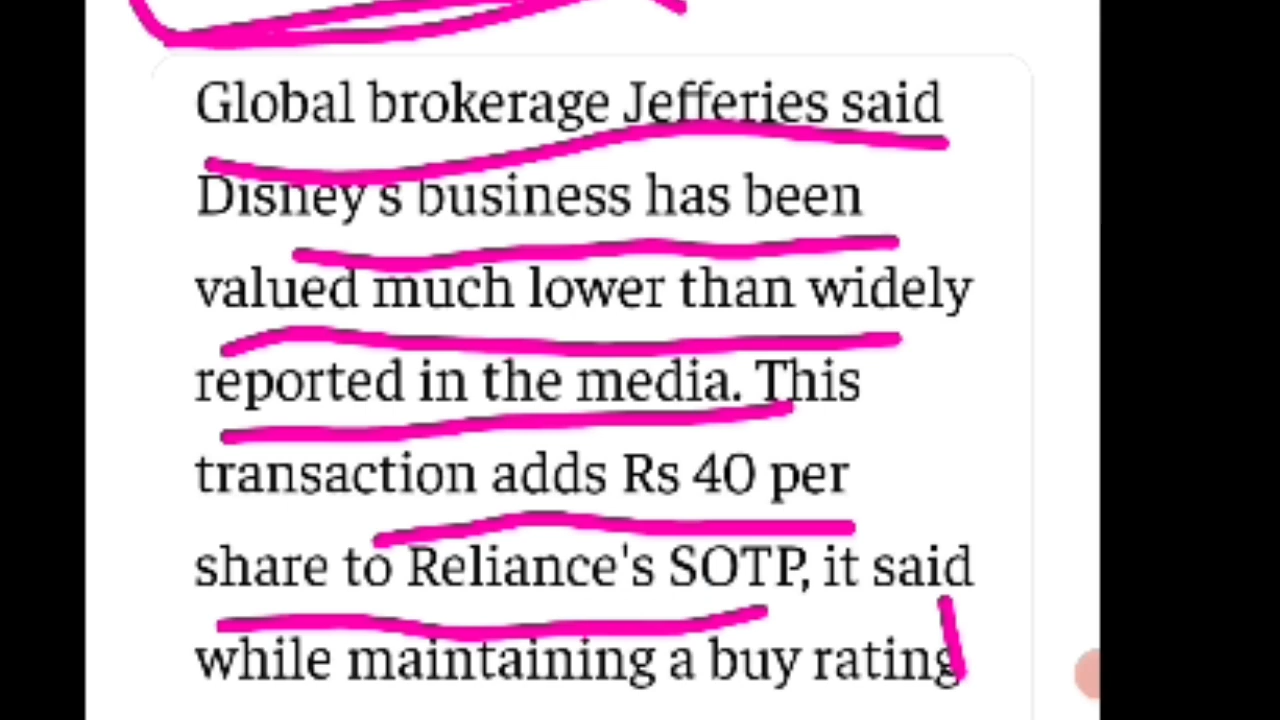 Global brokerage Jefferies said
Disney's business has been
valued much lower than widely
reported in the media. This
transaction adds Rs 40 per
share to Reliance's SOTP, it said
while maintaining a buy rating